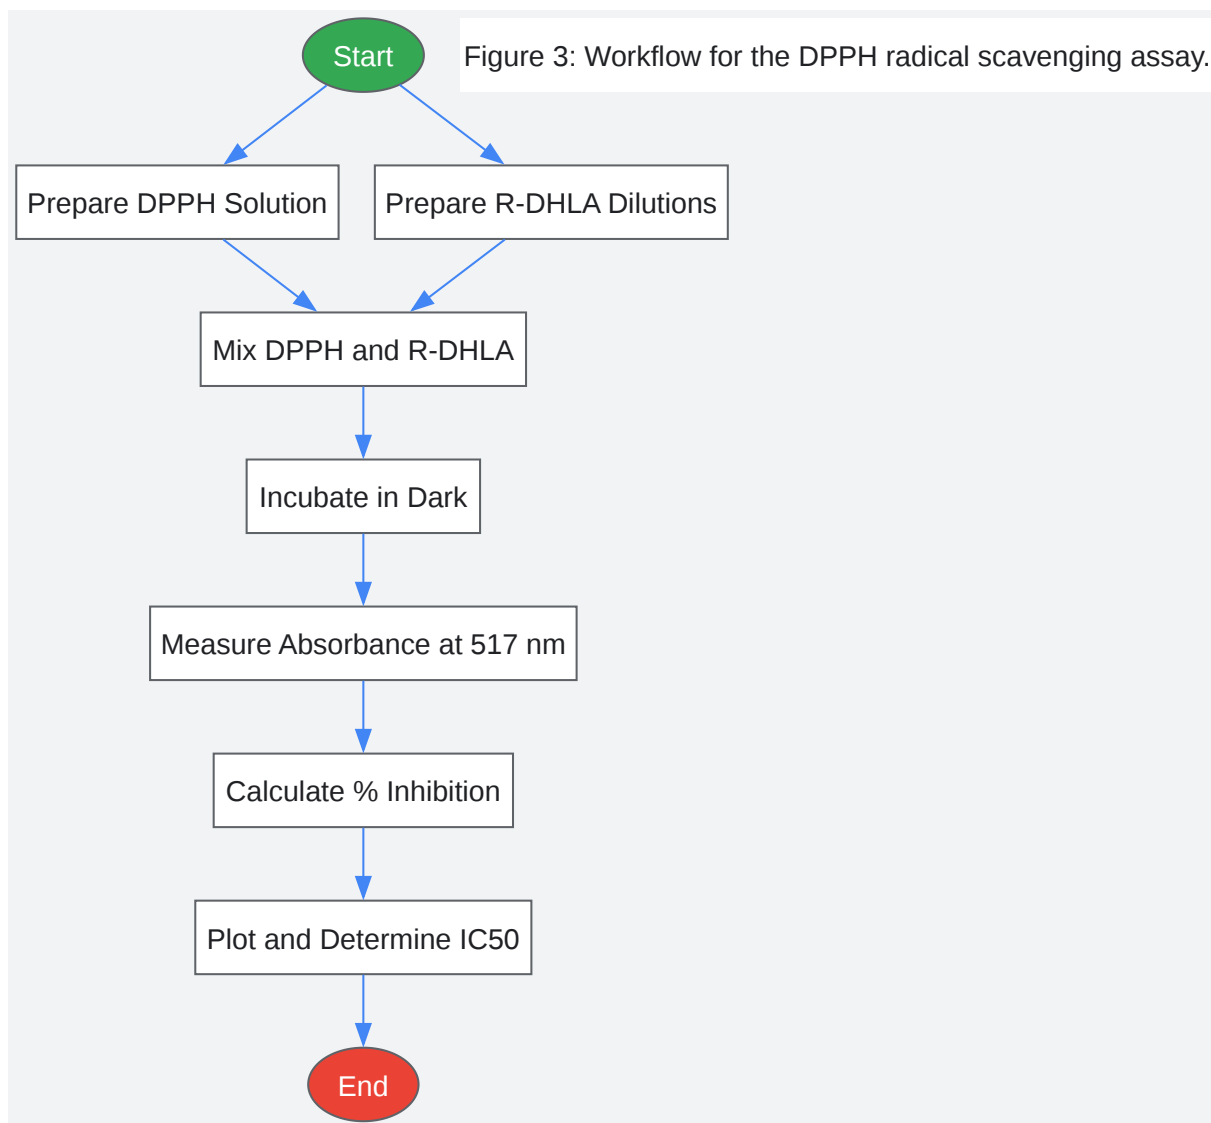 Start
Figure 3: Workflow for the DPPH radical scavenging assay.
Prepare DPPH Solution
Prepare R-DHLA Dilutions
Mix DPPH and R-DHLA
Incubate in Dark
Measure Absorbance at 517 nm
Calculate % Inhibition
Plot and Determine IC50
End